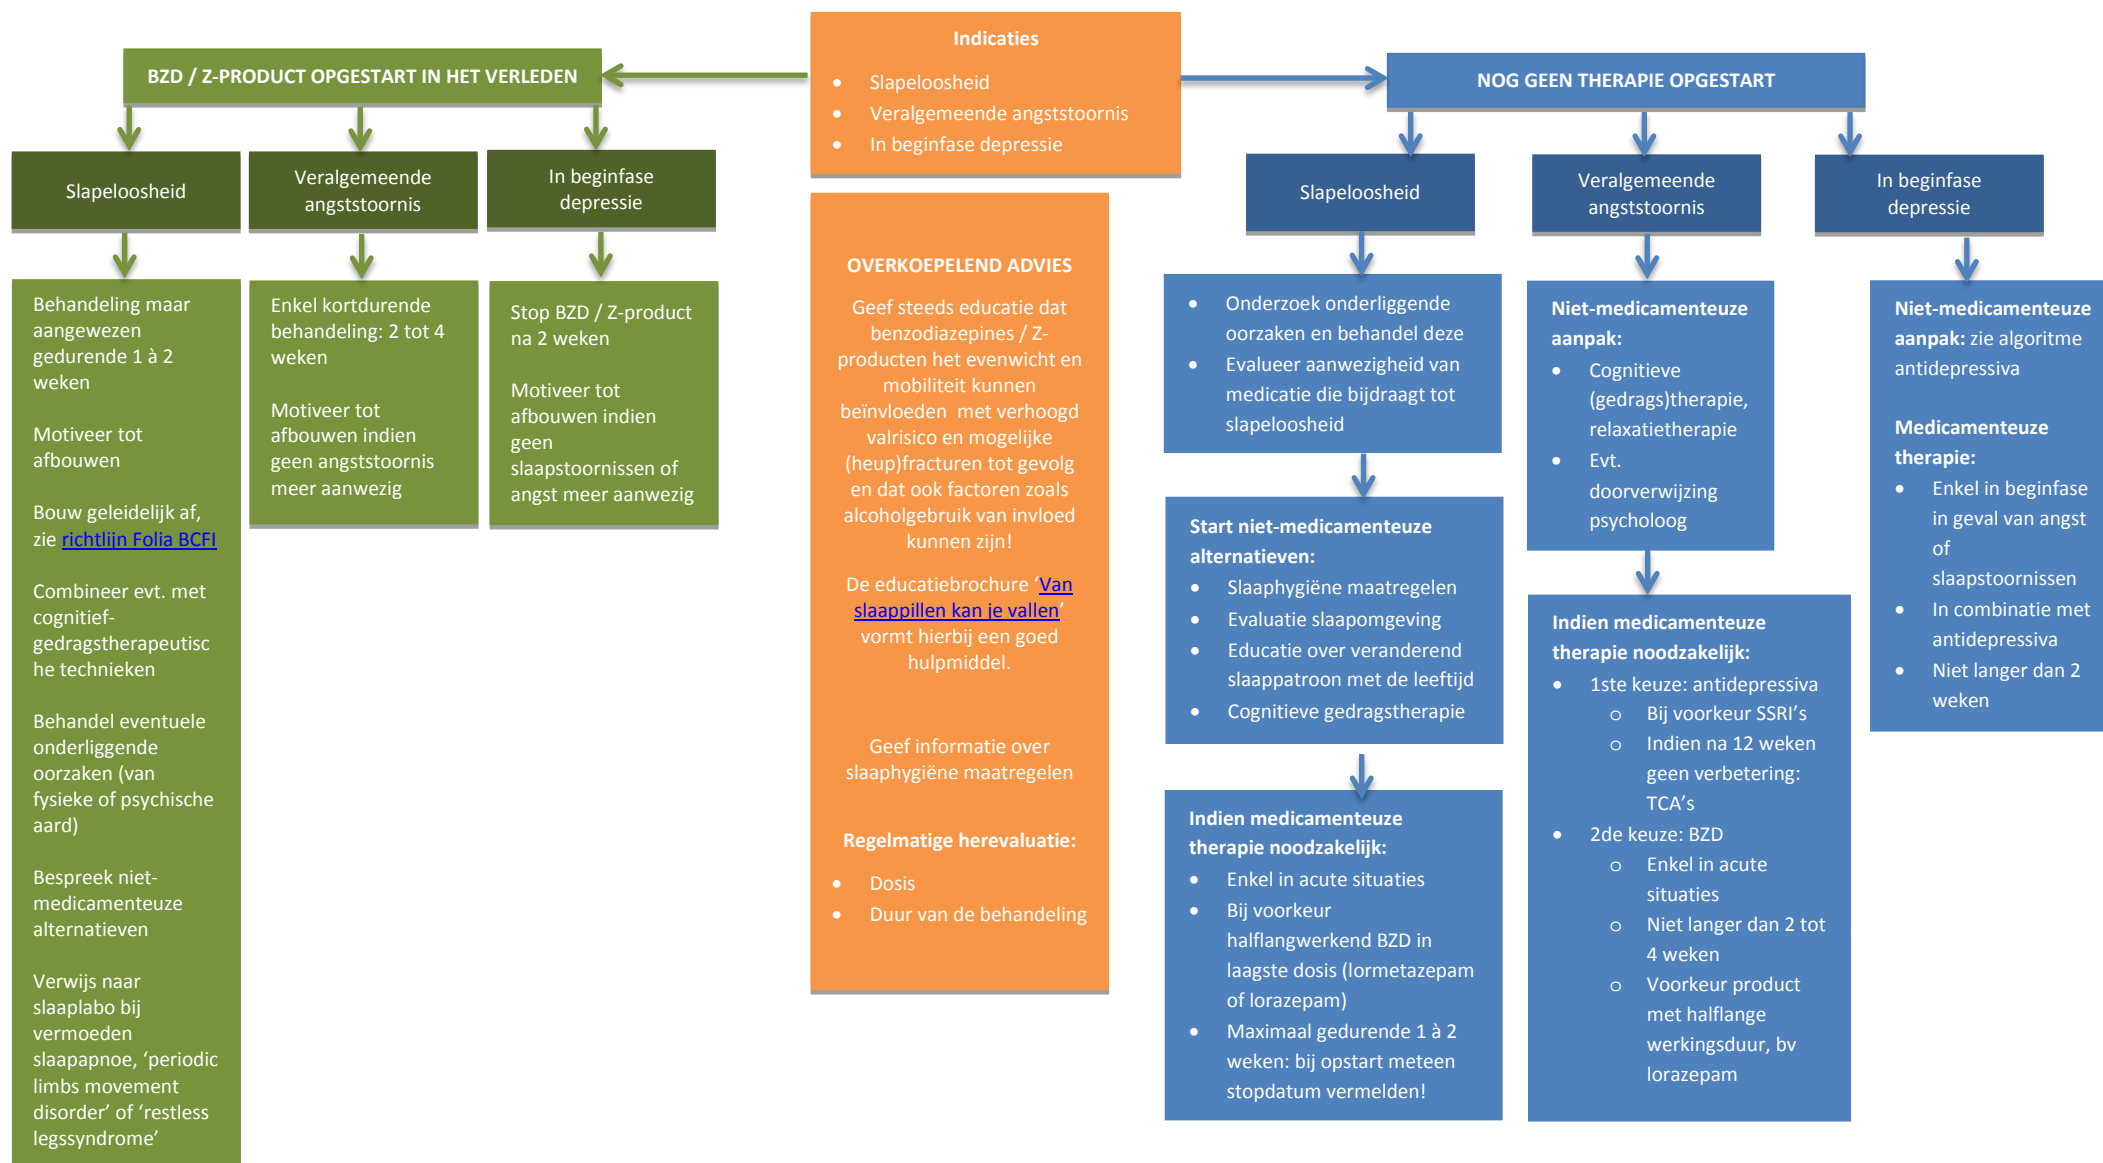 Indicaties
• Slapeloosheid
• Veralgemeende angststoornis
• In beginfase depressie
BZD / Z-PRODUCT OPGESTART IN HET VERLEDEN
Slapeloosheid
Behandeling maar
aangewezen
gedurende 1 à 2
weken
Motiveer tot
afbouwen
Bouw geleidelijk af,
zie richtlijn Folia BCFI
Combineer evt. met
cognitief-
gedragstherapeutisc
he technieken
Behandel eventuele
onderliggende
oorzaken (van
fysieke of psychische
aard)
Bespreek niet-
medicamenteuze
alternatieven
Verwijs naar
slaaplabo bij
vermoeden
slaapapnoe, ‘periodic
limbs movement
disorder’ of ‘restless
legssyndrome’
Veralgemeende
angststoornis
Enkel kortdurende
behandeling: 2 tot 4
weken
Motiveer tot
afbouwen indien
geen angststoornis
meer aanwezig
In beginfase
depressie
Stop BZD / Z-product
na 2 weken
Motiveer tot
afbouwen indien
geen
slaapstoornissen of
angst meer aanwezig
OVERKOEPELEND ADVIES
Geef steeds educatie dat
benzodiazepines / Z-
producten het evenwicht en
mobiliteit kunnen
beïnvloeden met verhoogd
valrisico en mogelijke
(heup)fracturen tot gevolg
en dat ook factoren zoals
alcoholgebruik van invloed
kunnen zijn!
De educatiebrochure ‘Van
slaappillen kan je vallen’
vormt hierbij een goed
hulpmiddel.
Geef informatie over
slaaphygiëne maatregelen
Regelmatige herevaluatie:
• Dosis
• Duur van de behandeling
NOG GEEN THERAPIE OPGESTART
Slapeloosheid
• Onderzoek onderliggende
oorzaken en behandel deze
• Evalueer aanwezigheid van
medicatie die bijdraagt tot
slapeloosheid
Start niet-medicamenteuze
alternatieven:
• Slaaphygiëne maatregelen
• Evaluatie slaapomgeving
• Educatie over veranderend
slaappatroon met de leeftijd
• Cognitieve gedragstherapie
Indien medicamenteuze
therapie noodzakelijk:
• Enkel in acute situaties
• Bij voorkeur
halflangwerkend BZD in
laagste dosis (lormetazepam
of lorazepam)
• Maximaal gedurende 1 à 2
weken: bij opstart meteen
stopdatum vermelden!
Veralgemeende
angststoornis
Niet-medicamenteuze
aanpak:
• Cognitieve
(gedrags)therapie,
relaxatietherapie
• Evt.
doorverwijzing
psycholoog
Indien medicamenteuze
therapie noodzakelijk:
• 1ste keuze: antidepressiva
o Bij voorkeur SSRI’s
o Indien na 12 weken
geen verbetering:
TCA’s
• 2de keuze: BZD
o Enkel in acute
situaties
o Niet langer dan 2 tot
4 weken
o Voorkeur product
met halflange
werkingsduur, bv
lorazepam
In beginfase
depressie
Niet-medicamenteuze
aanpak: zie algoritme
antidepressiva
Medicamenteuze
therapie:
• Enkel in beginfase
in geval van angst
of
slaapstoornissen
• In combinatie met
antidepressiva
• Niet langer dan 2
weken